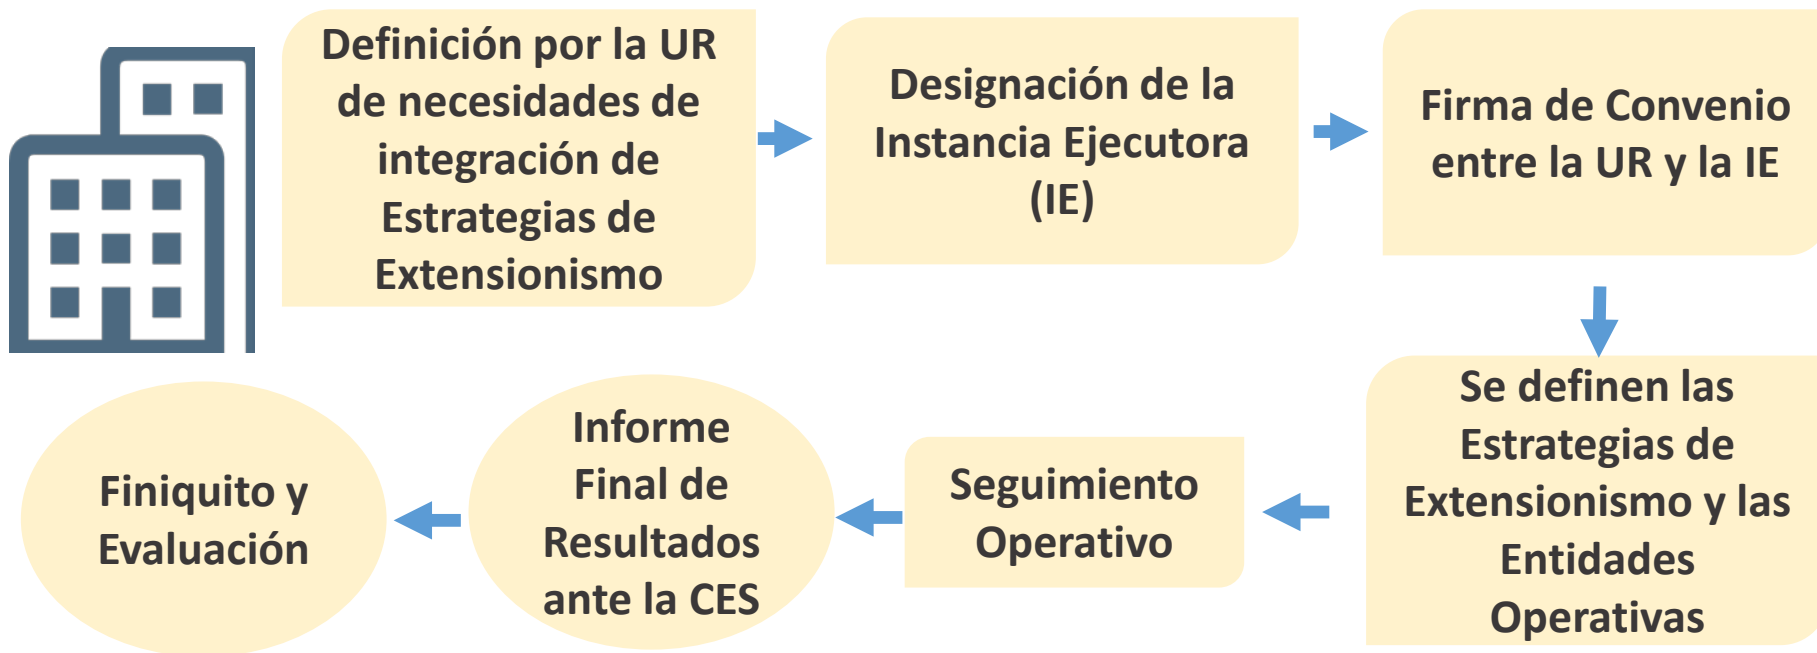 Definición por la UR
de necesidades de
integración de
Estrategias de
Extensionismo
Designación de la
Instancia Ejecutora
(IE)
Firma de Convenio
entre la UR y la IE
Se definen las
Estrategias de
Extensionismo y las
Entidades
Operativas
Seguimiento
Operativo
Informe
Final de
Resultados
ante la CES
Finiquito y
Evaluación